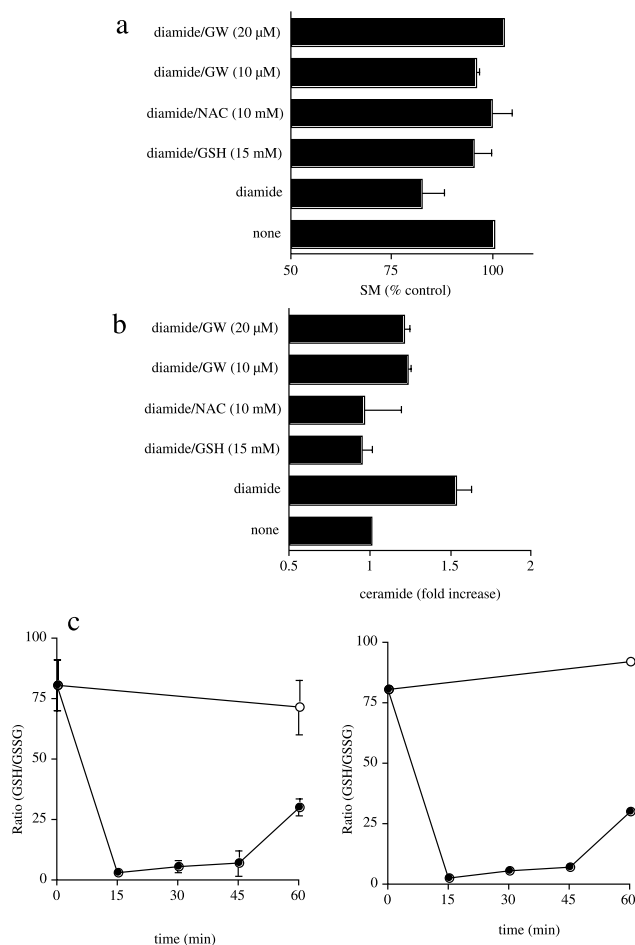 a
diamide/GW (20 µM)
diamide/GW (10 µM)
diamide/NAC (10 mM)
diamide/GSH (15 mM)
diamide
none
50 75 100
SM (% control)
b
diamide/GW (20 µM)
diamide/GW (10 µM)
diamide/NAC (10 mM)
diamide/GSH (15 mM)
diamide
none
0.5 1 1.5 2
ceramide (fold increase)
c
100
75
50
25
0
Ratio (GSH/GSSG)
0 15 30 45 60
time (min)
100
75
50
25
0
Ratio (GSH/GSSG)
0 15 30 45 60
time (min)